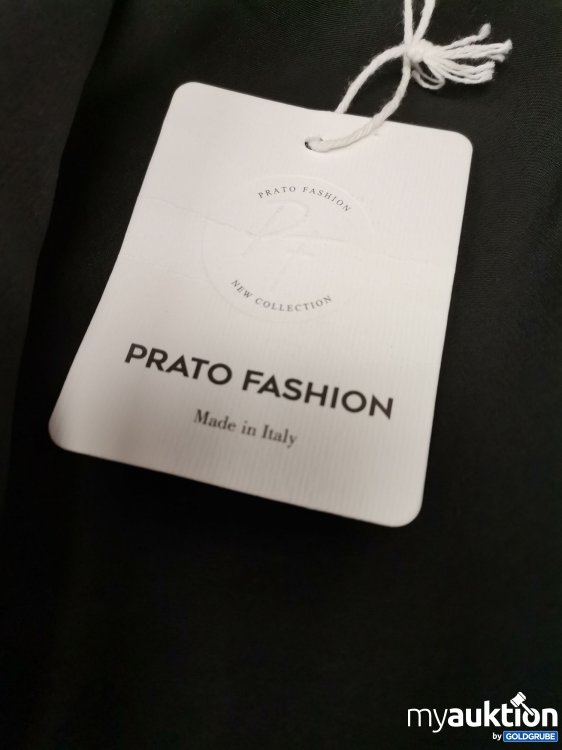 PRATO FASHION
NEW COLLECTION
PRATO FASHION
Made in Italy
myauktion
by GOLDGRUBE